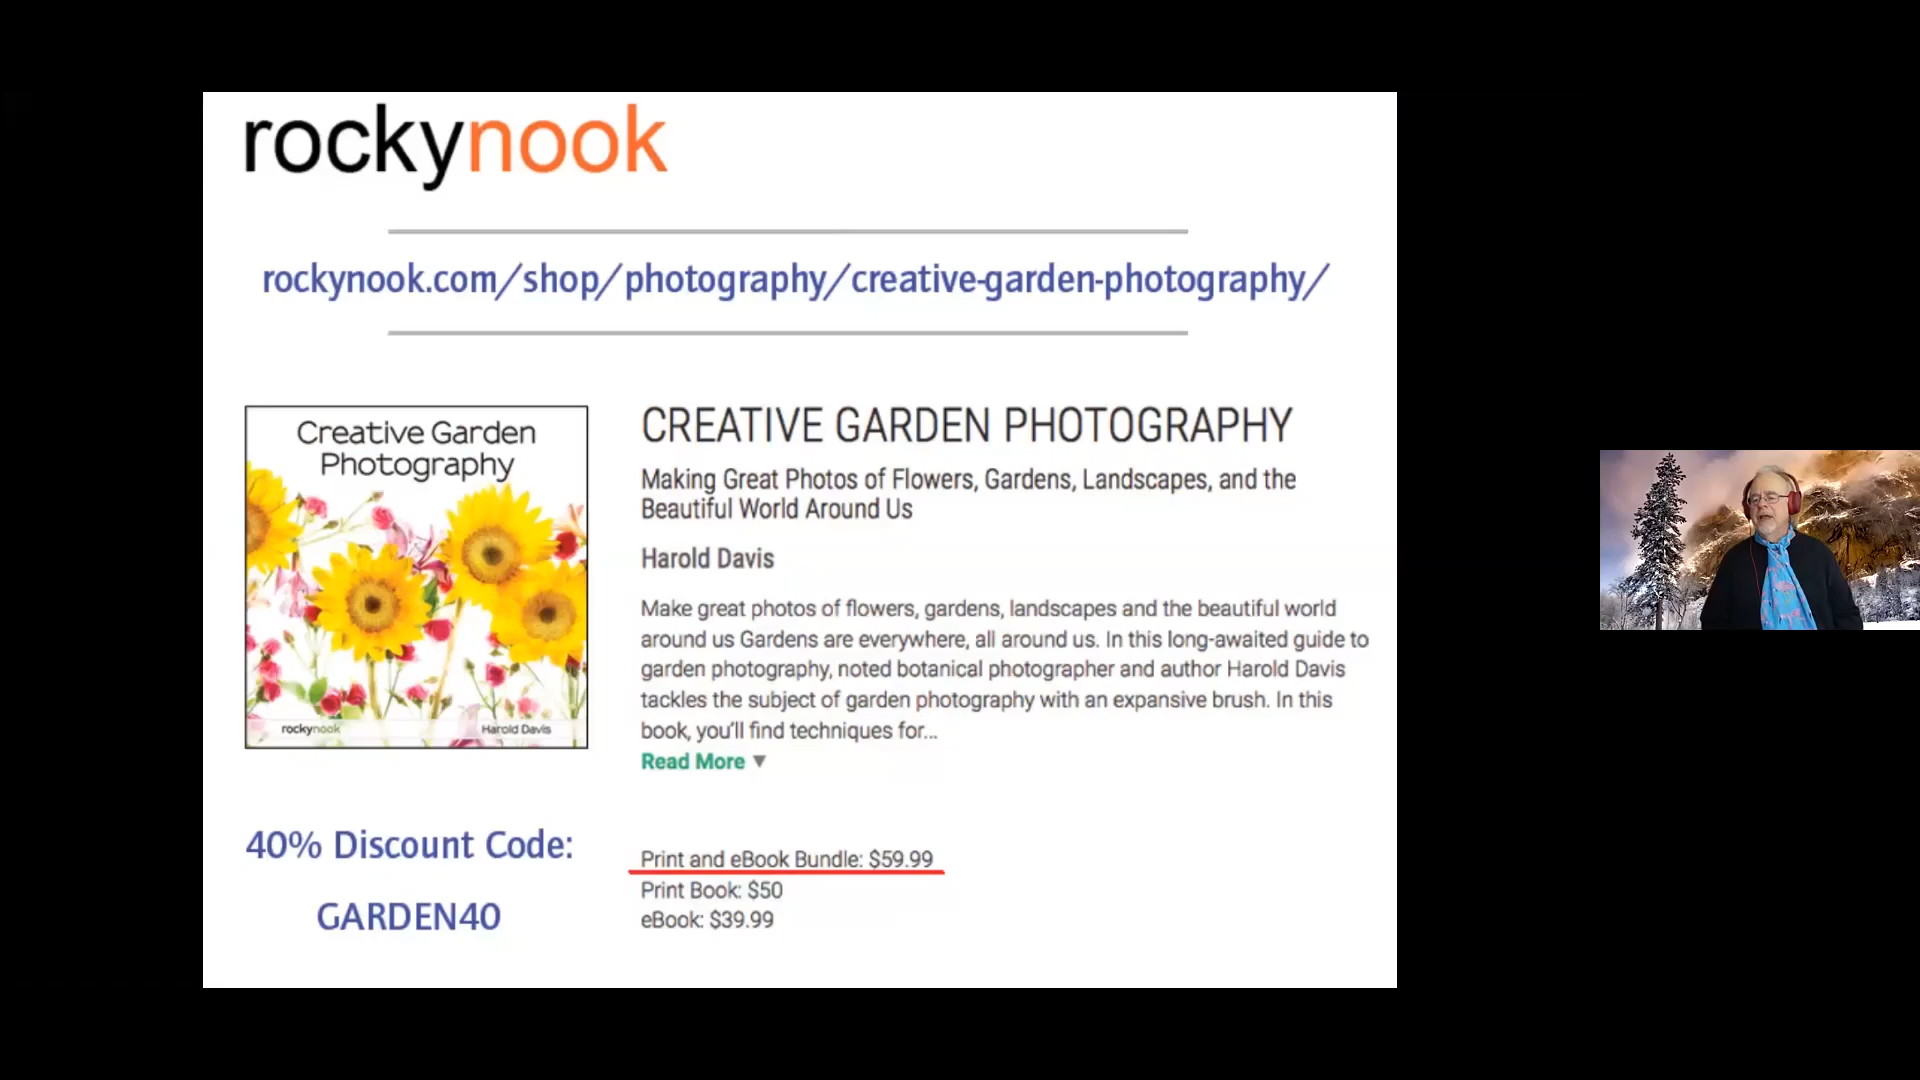 rockynook
rockynook.com/shop/photography/creative-garden-photography/
Creative Garden
Photography
rockynook
Harold Davis
CREATIVE GARDEN PHOTOGRAPHY
Making Great Photos of Flowers, Gardens, Landscapes, and the
Beautiful World Around Us
Harold Davis
Make great photos of flowers, gardens, landscapes and the beautiful world
around us Gardens are everywhere, all around us. In this long-awaited guide to
garden photography, noted botanical photographer and author Harold Davis
tackles the subject of garden photography with an expansive brush. In this
book, you'll find techniques for...
Read More ▼
40% Discount Code:
GARDEN40
Print and eBook Bundle: $59.99
Print Book: $50
eBook: $39.99